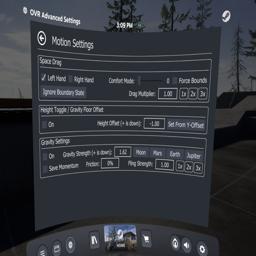 OVR Advanced Settings
3:09 PM
Motion Settings
Space Drag
Left Hand Right Hand Comfort Mode: 0 Force Bounds
Ignore Boundary State Drag Multiplier: 1.00 1x 2x 3x
Height Toggle / Gravity Floor Offset
On Height Offset (+ is down): -1.00 Set From Y-Offset
Gravity Settings
On Gravity Strength (+ is down): 1.62 Moon Mars Earth Jupiter
Save Momentum Friction: 0% Fling Strength: 1.00 1x 2x 3x